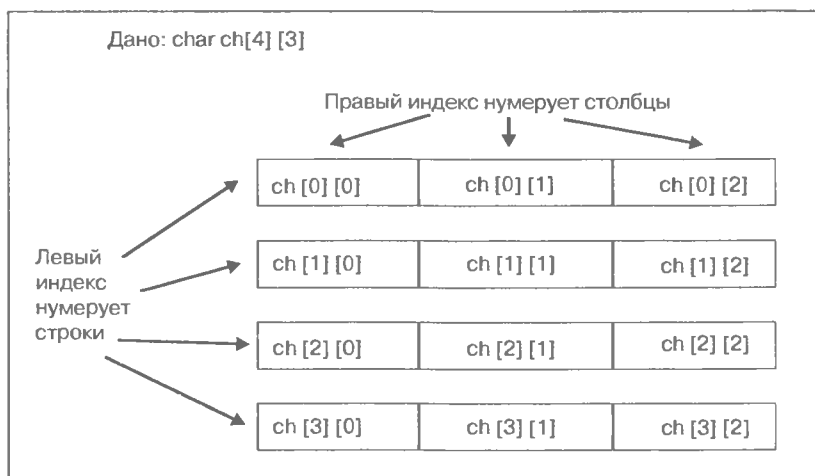 Дано: char ch[4] [3]
Правый индекс нумерует столбцы
ch [0] [0] ch [0] [1] ch [0] [2]
Левый
индекс
нумерует
строки
ch [1] [0] ch [1] [1] ch [1] [2]
ch [2] [0] ch [2] [1] ch [2] [2]
ch [3] [0] ch [3] [1] ch [3] [2]